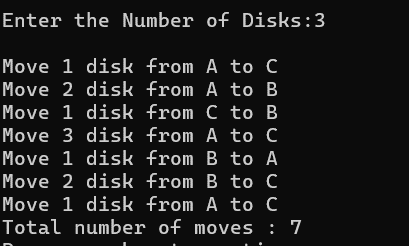 Enter the Number of Disks:3
Move 1 disk from A to C
Move 2 disk from A to B
Move 1 disk from C to B
Move 3 disk from A to C
Move 1 disk from B to A
Move 2 disk from B to C
Move 1 disk from A to C
Total number of moves : 7